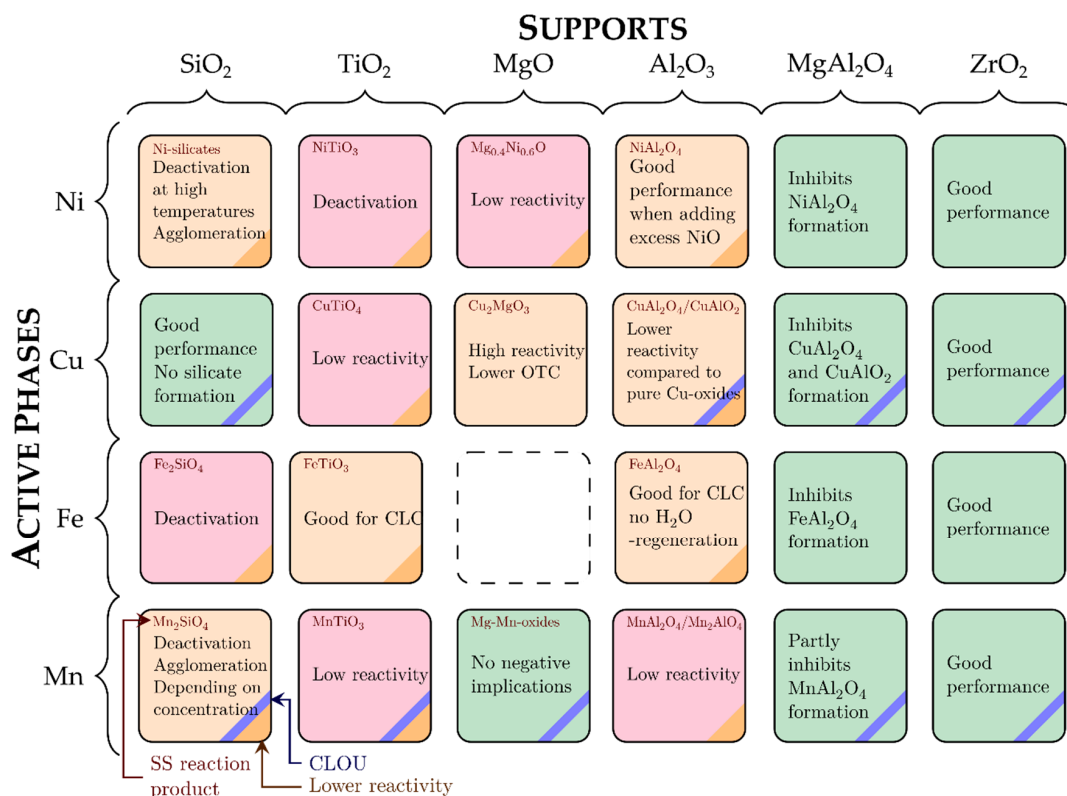 SUPPORTS
SiO₂ TiO₂ MgO Al₂O₃ MgAl₂O₄ ZrO₂
ACTIVE PHASES
Ni
Ni-silicates
Deactivation
at high
temperatures
Agglomeration
NiTiO₃
Deactivation
Mg₀.₄Ni₀.₆O
Low reactivity
NiAl₂O₄
Good
performance
when adding
excess NiO
Inhibits
NiAl₂O₄
formation
Good
performance
Cu
Good
performance
No silicate
formation
CuTiO₄
Low reactivity
Cu₂MgO₃
High reactivity
Lower OTC
CuAl₂O₄/CuAlO₂
Lower
reactivity
compared to
pure Cu-oxides
Inhibits
CuAl₂O₄
and CuAlO₂
formation
Good
performance
Fe
Fe₂SiO₄
Deactivation
FeTiO₃
Good for CLC
FeAl₂O₄
Good for CLC
no H₂O
-regeneration
Inhibits
FeAl₂O₄
formation
Good
performance
Mn
Mn₂SiO₄
Deactivation
Agglomeration
Depending on
concentration
MnTiO₃
Low reactivity
Mg-Mn-oxides
No negative
implications
MnAl₂O₄/Mn₂AlO₄
Low reactivity
Partly
inhibits
MnAl₂O₄
formation
Good
performance
SS reaction
product
CLOU
Lower reactivity